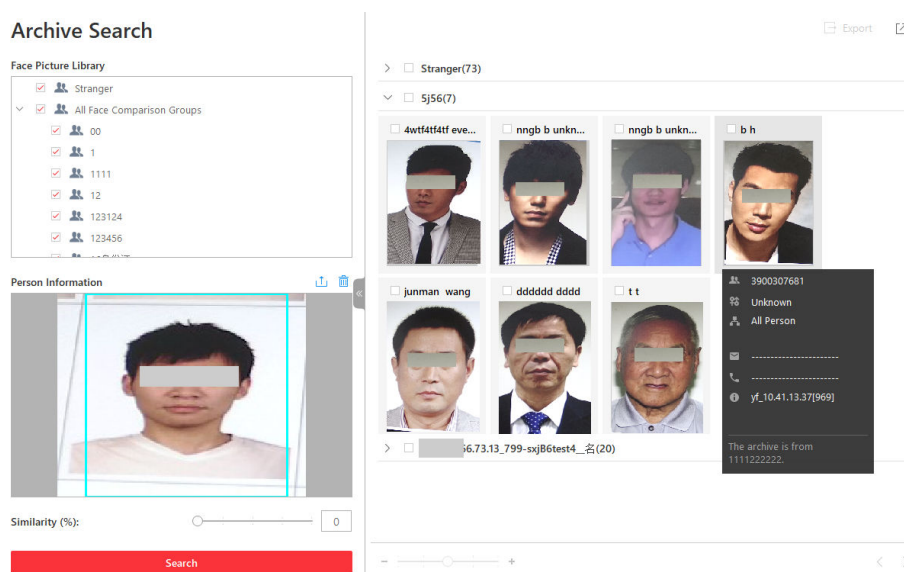 Archive Search
Face Picture Library
Stranger
All Face Comparison Groups
00
1
1111
12
123124
123456
Person Information
Similarity (%):
0
Search
Export
Stranger(73)
5j56(7)
4wtf4tf4tf eve...
nngb b unkn...
nngb b unkn...
b h
junman wang
dddddd dddd
t t
3900307681
Unknown
All Person
-----------------------
-----------------------
yf_10.41.13.37[969]
The archive is from
1111222222.
.73.13_799-sxjB6test4__名(20)
- +